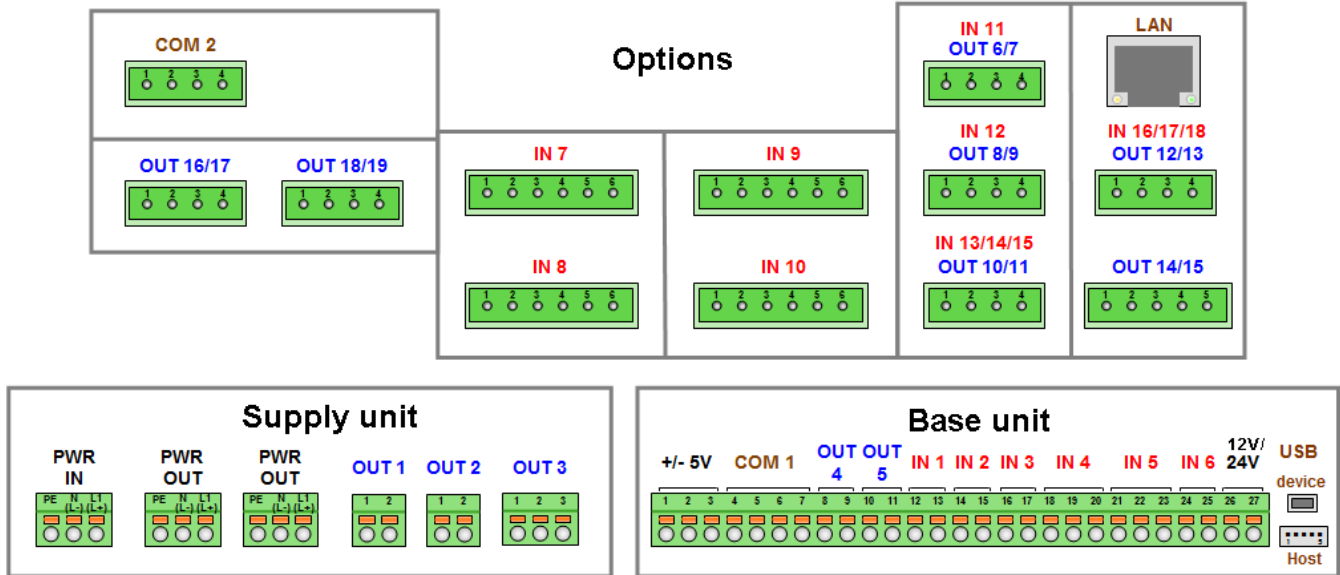 Options
COM 2
1 2 3 4
OUT 16/17
1 2 3 4
OUT 18/19
1 2 3 4
IN 7
1 2 3 4 5 6
IN 8
1 2 3 4 5 6
IN 9
1 2 3 4 5 6
IN 10
1 2 3 4 5 6
IN 11
OUT 6/7
1 2 3 4
IN 12
OUT 8/9
1 2 3 4
IN 13/14/15
OUT 10/11
1 2 3 4
LAN
IN 16/17/18
OUT 12/13
1 2 3 4
OUT 14/15
1 2 3 4 5
Supply unit
PWR
IN
PE N L1
(L-) (L+)
PWR
OUT
PE N L1
(L-) (L+)
PWR
OUT
PE N L1
(L-) (L+)
OUT 1
1 2
OUT 2
1 2
OUT 3
1 2 3
Base unit
+/- 5V
COM 1
OUT
4
OUT
5
IN 1
IN 2
IN 3
IN 4
IN 5
IN 6
12V/
24V
1 2 3 4 5 6 7 8 9 10 11 12 13 14 15 16 17 18 19 20 21 22 23 24 25 26 27
USB
device
1 5
Host